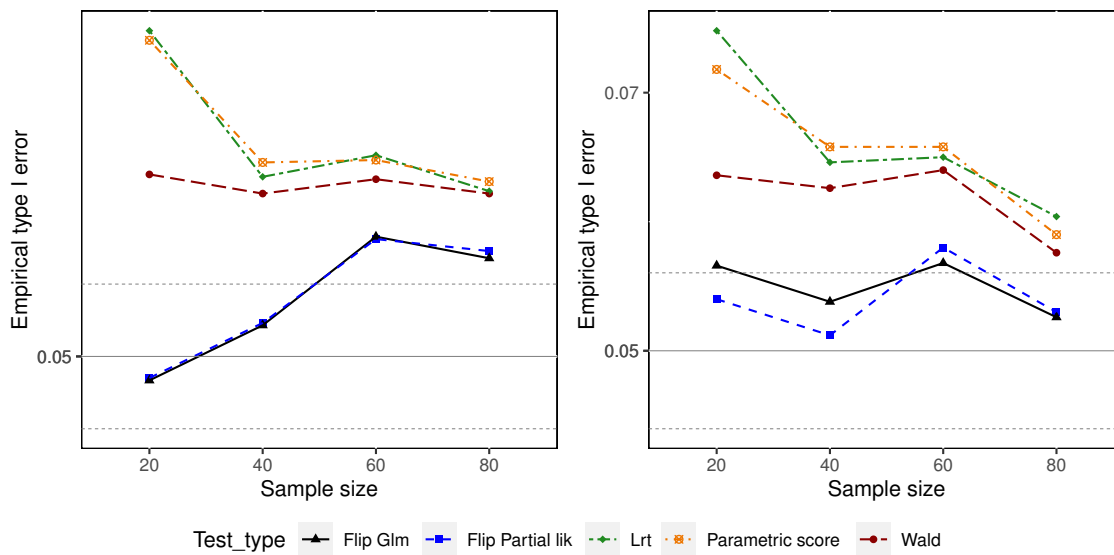 Empirical type I error
0.05
20 40 60 80
Sample size
Empirical type I error
0.07
0.05
20 40 60 80
Sample size
Test_type Flip Glm Flip Partial lik Lrt Parametric score Wald